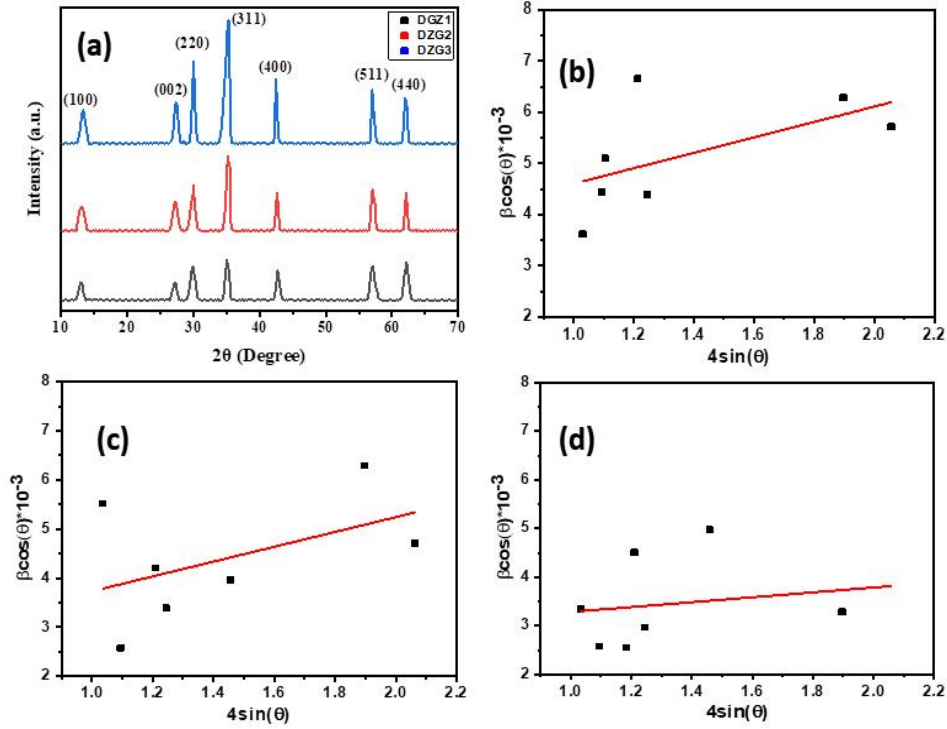 (a)
DGZ1
DZG2
DZG3
(100)
(002)
(220)
(311)
(400)
(511)
(440)
Intensity (a.u.)
10 20 30 40 50 60 70
2θ (Degree)
(b)
8
7
6
5
4
3
2
βcos(θ)*10⁻³
1.0 1.2 1.4 1.6 1.8 2.0 2.2
4sin(θ)
(c)
8
7
6
5
4
3
2
βcos(θ)*10⁻³
1.0 1.2 1.4 1.6 1.8 2.0 2.2
4sin(θ)
(d)
8
7
6
5
4
3
2
βcos(θ)*10⁻³
1.0 1.2 1.4 1.6 1.8 2.0 2.2
4sin(θ)